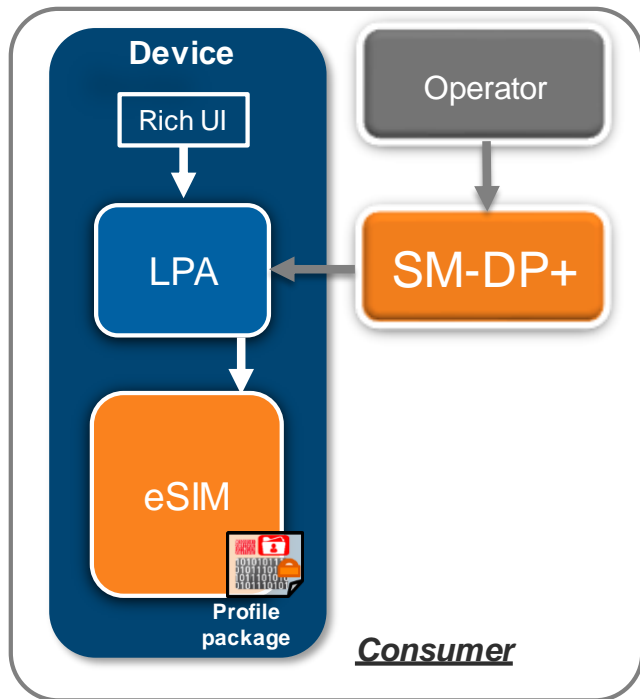 Device
Rich UI
LPA
eSIM
Profile
package
Operator
SM-DP+
Consumer